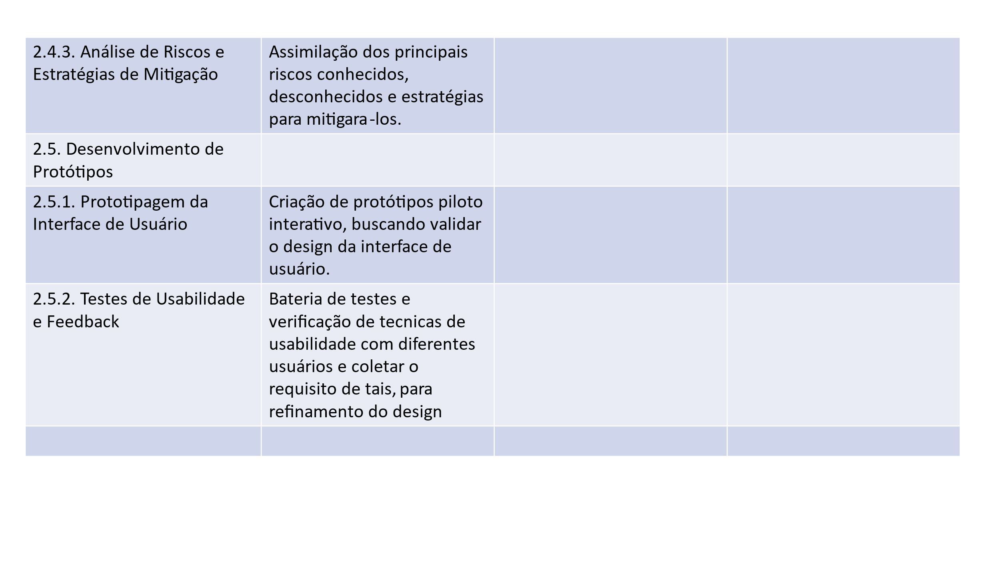 2.4.3. Análise de Riscos e
Estratégias de Mitigação
Assimilação dos principais
riscos conhecidos,
desconhecidos e estratégias
para mitigara-los.
2.5. Desenvolvimento de
Protótipos
2.5.1. Prototipagem da
Interface de Usuário
Criação de protótipos piloto
interativo, buscando validar
o design da interface de
usuário.
2.5.2. Testes de Usabilidade
e Feedback
Bateria de testes e
verificação de tecnicas de
usabilidade com diferentes
usuários e coletar o
requisito de tais, para
refinamento do design